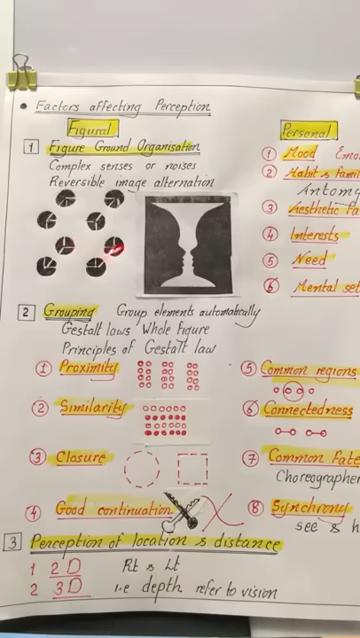 • Factors affecting Perception
Figural
1 Figure Ground Organisation
Complex senses or noises
Reversible image alternation
2 Grouping Group elements automatically
Gestalt laws Whole figure
Principles of Gestalt law
1 Proximity
2 Similarity
3 Closure
4 Good continuation
3 Perception of location & distance
1 2D Rt & Lt
2 3D i.e depth refer to vision
Personal
1 Mood Emo
2 Habit &
Antomy
3 Aesthetic
4 Interests
5 Need
6 Mental set
5 Common regions
6 Connectedness
7 Common Fate
Choreographer
8 Synchrony
see & h